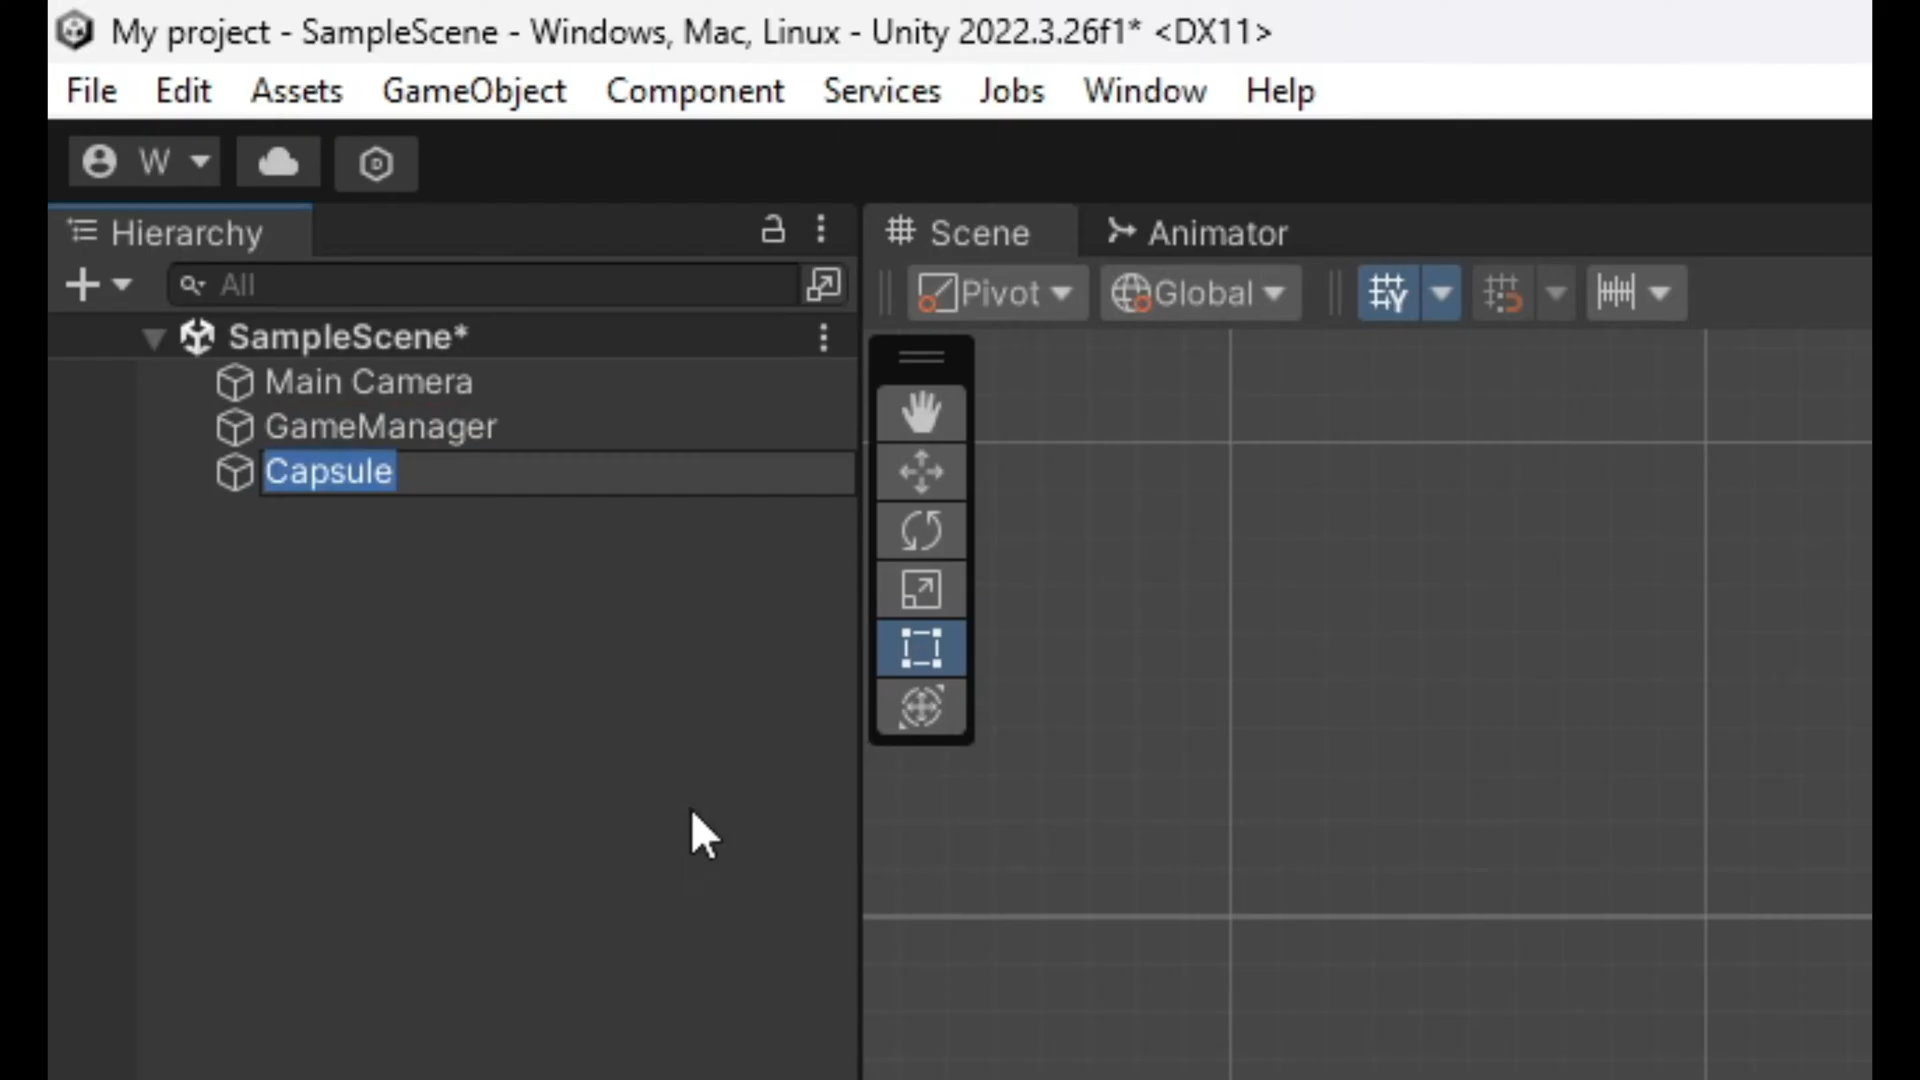 My project - SampleScene - Windows, Mac, Linux - Unity 2022.3.26f1* <DX11>
File Edit Assets GameObject Component Services Jobs Window Help
W
Hierarchy
Scene
Animator
All
Pivot
Global
SampleScene*
Main Camera
GameManager
Capsule